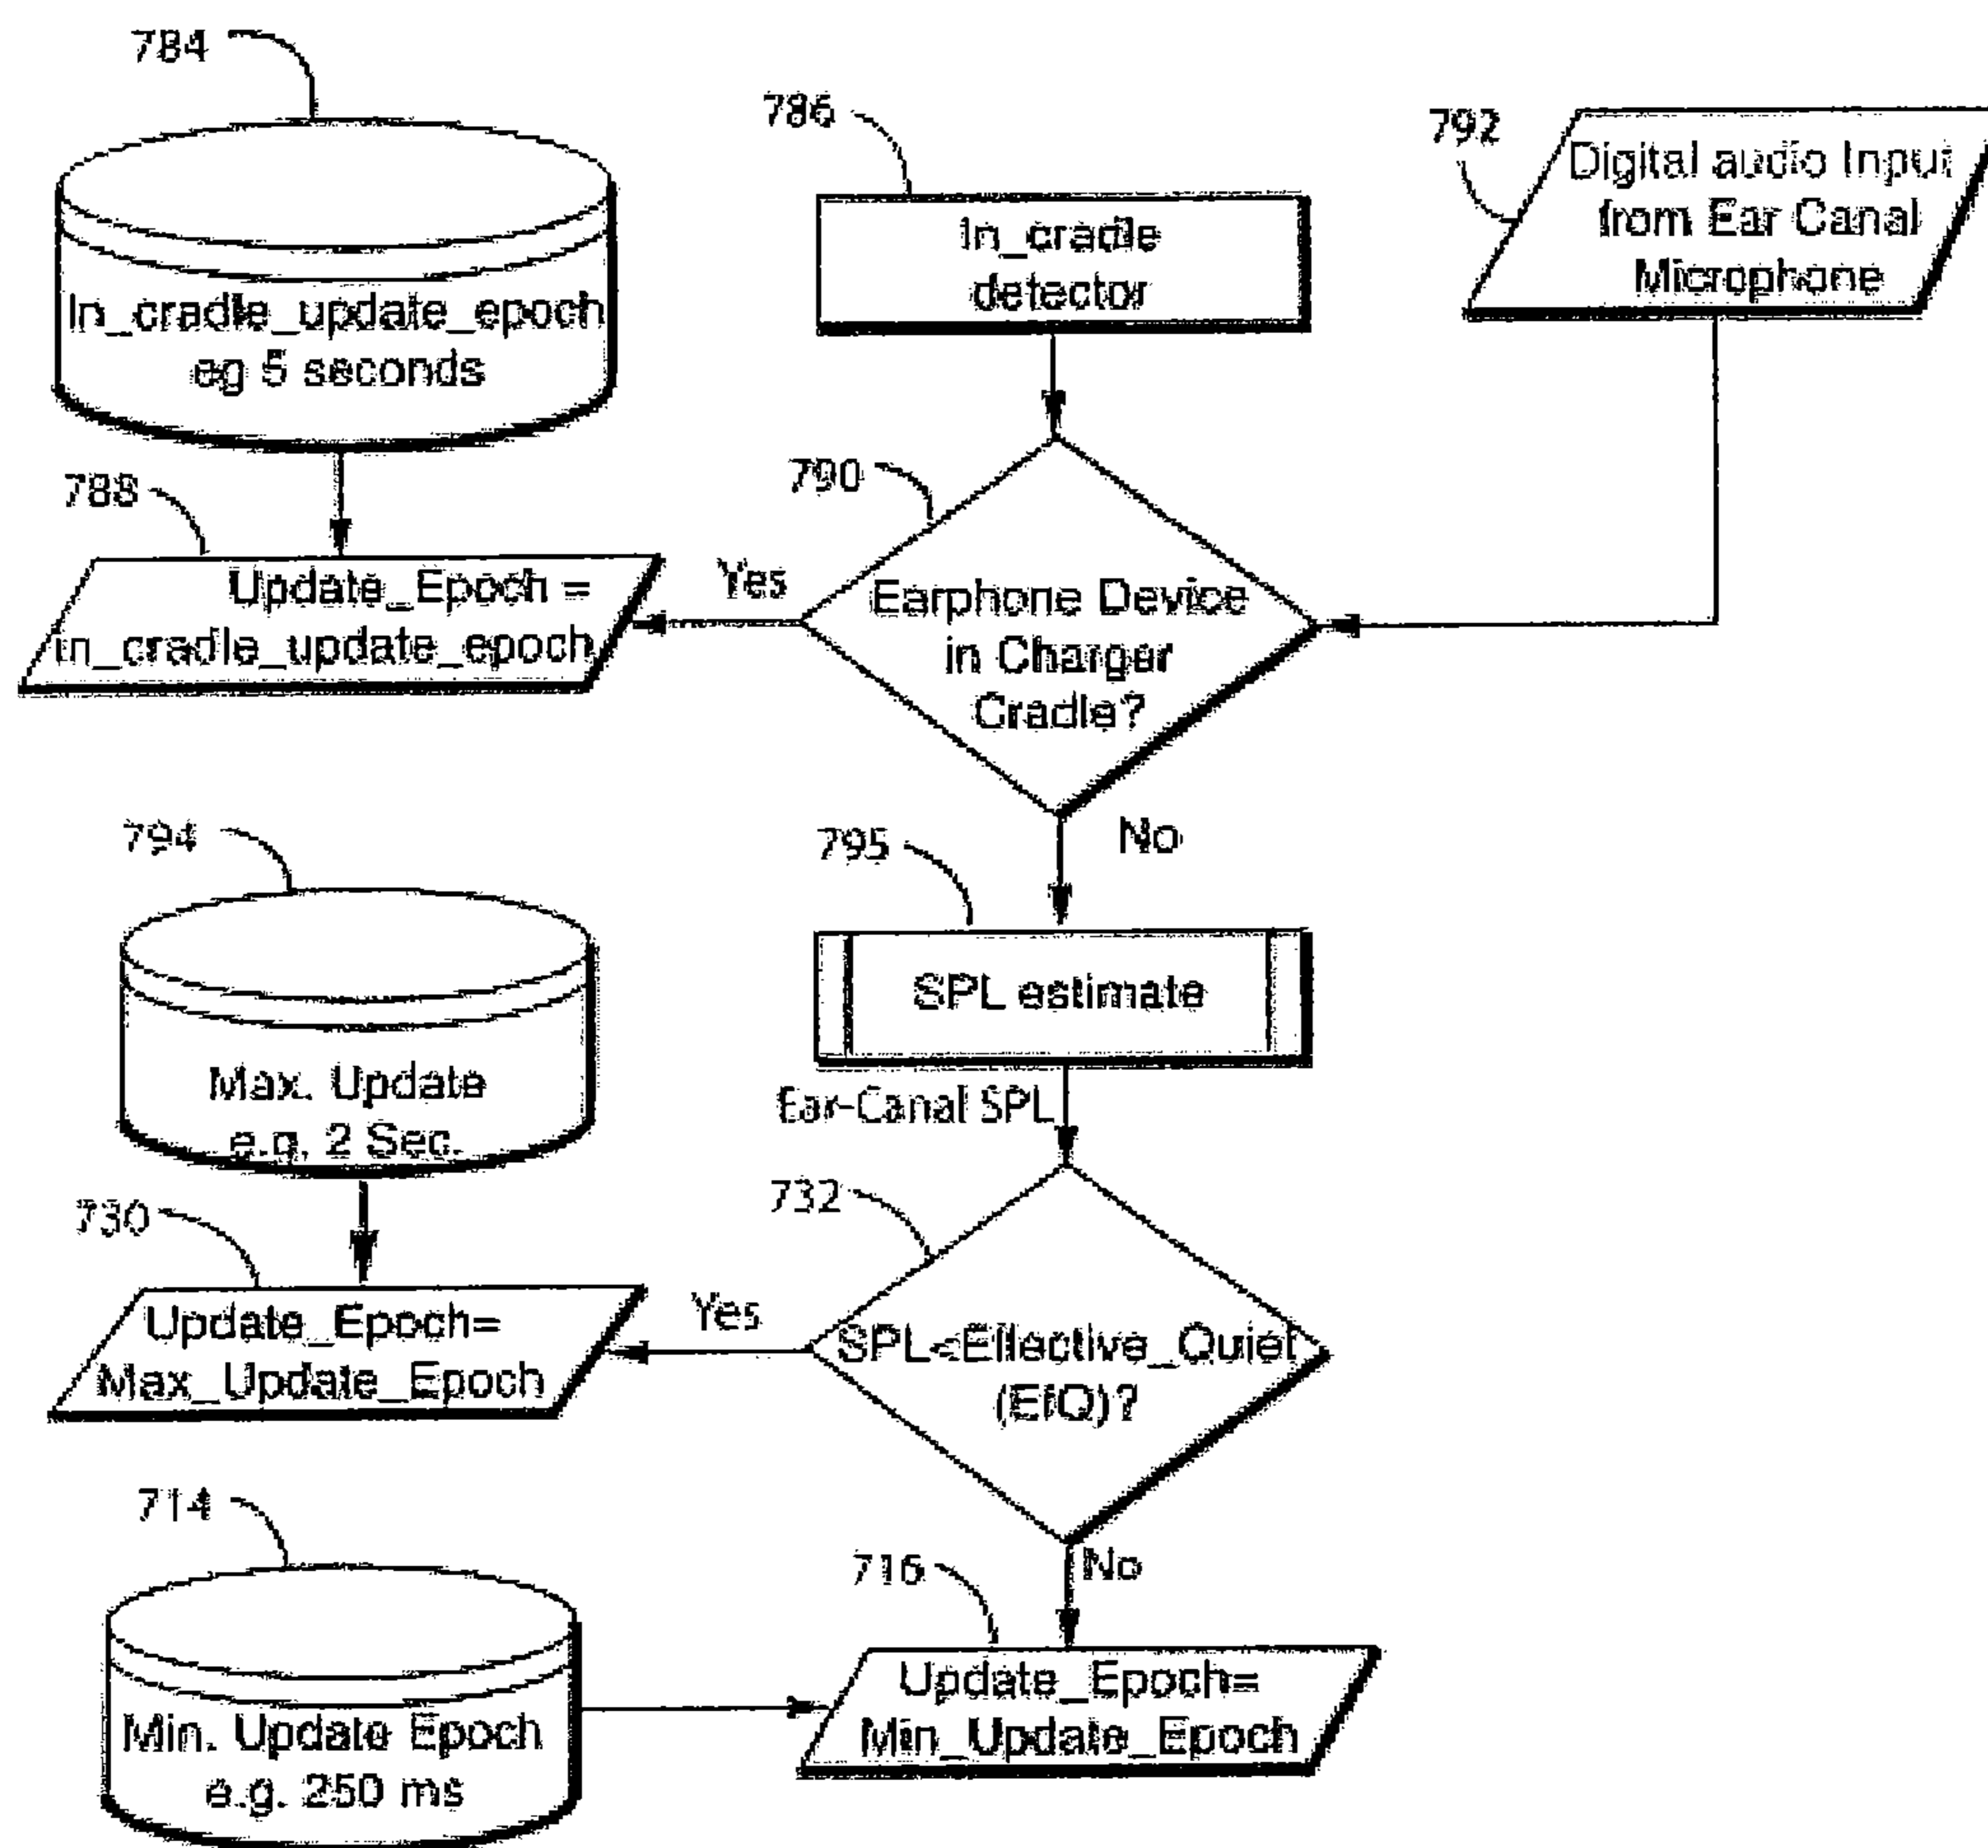 784
In_cradle_update_epoch
eg 5 seconds
786
In_cradle
detector
792
Digital audio Input
from Ear Canal
Microphone
788
Update_Epoch =
in_cradle_update_epoch
Yes
790
Earphone Device
in Charger
Cradle?
No
794
Max. Update
e.g. 2 Sec.
795
SPL estimate
Ear-Canal SPL
730
Update_Epoch=
Max_Update_Epoch
Yes
732
SPL<Effective_Quiet
(EfQ)?
No
714
Min. Update Epoch
e.g. 250 ms
716
Update_Epoch=
Min_Update_Epoch